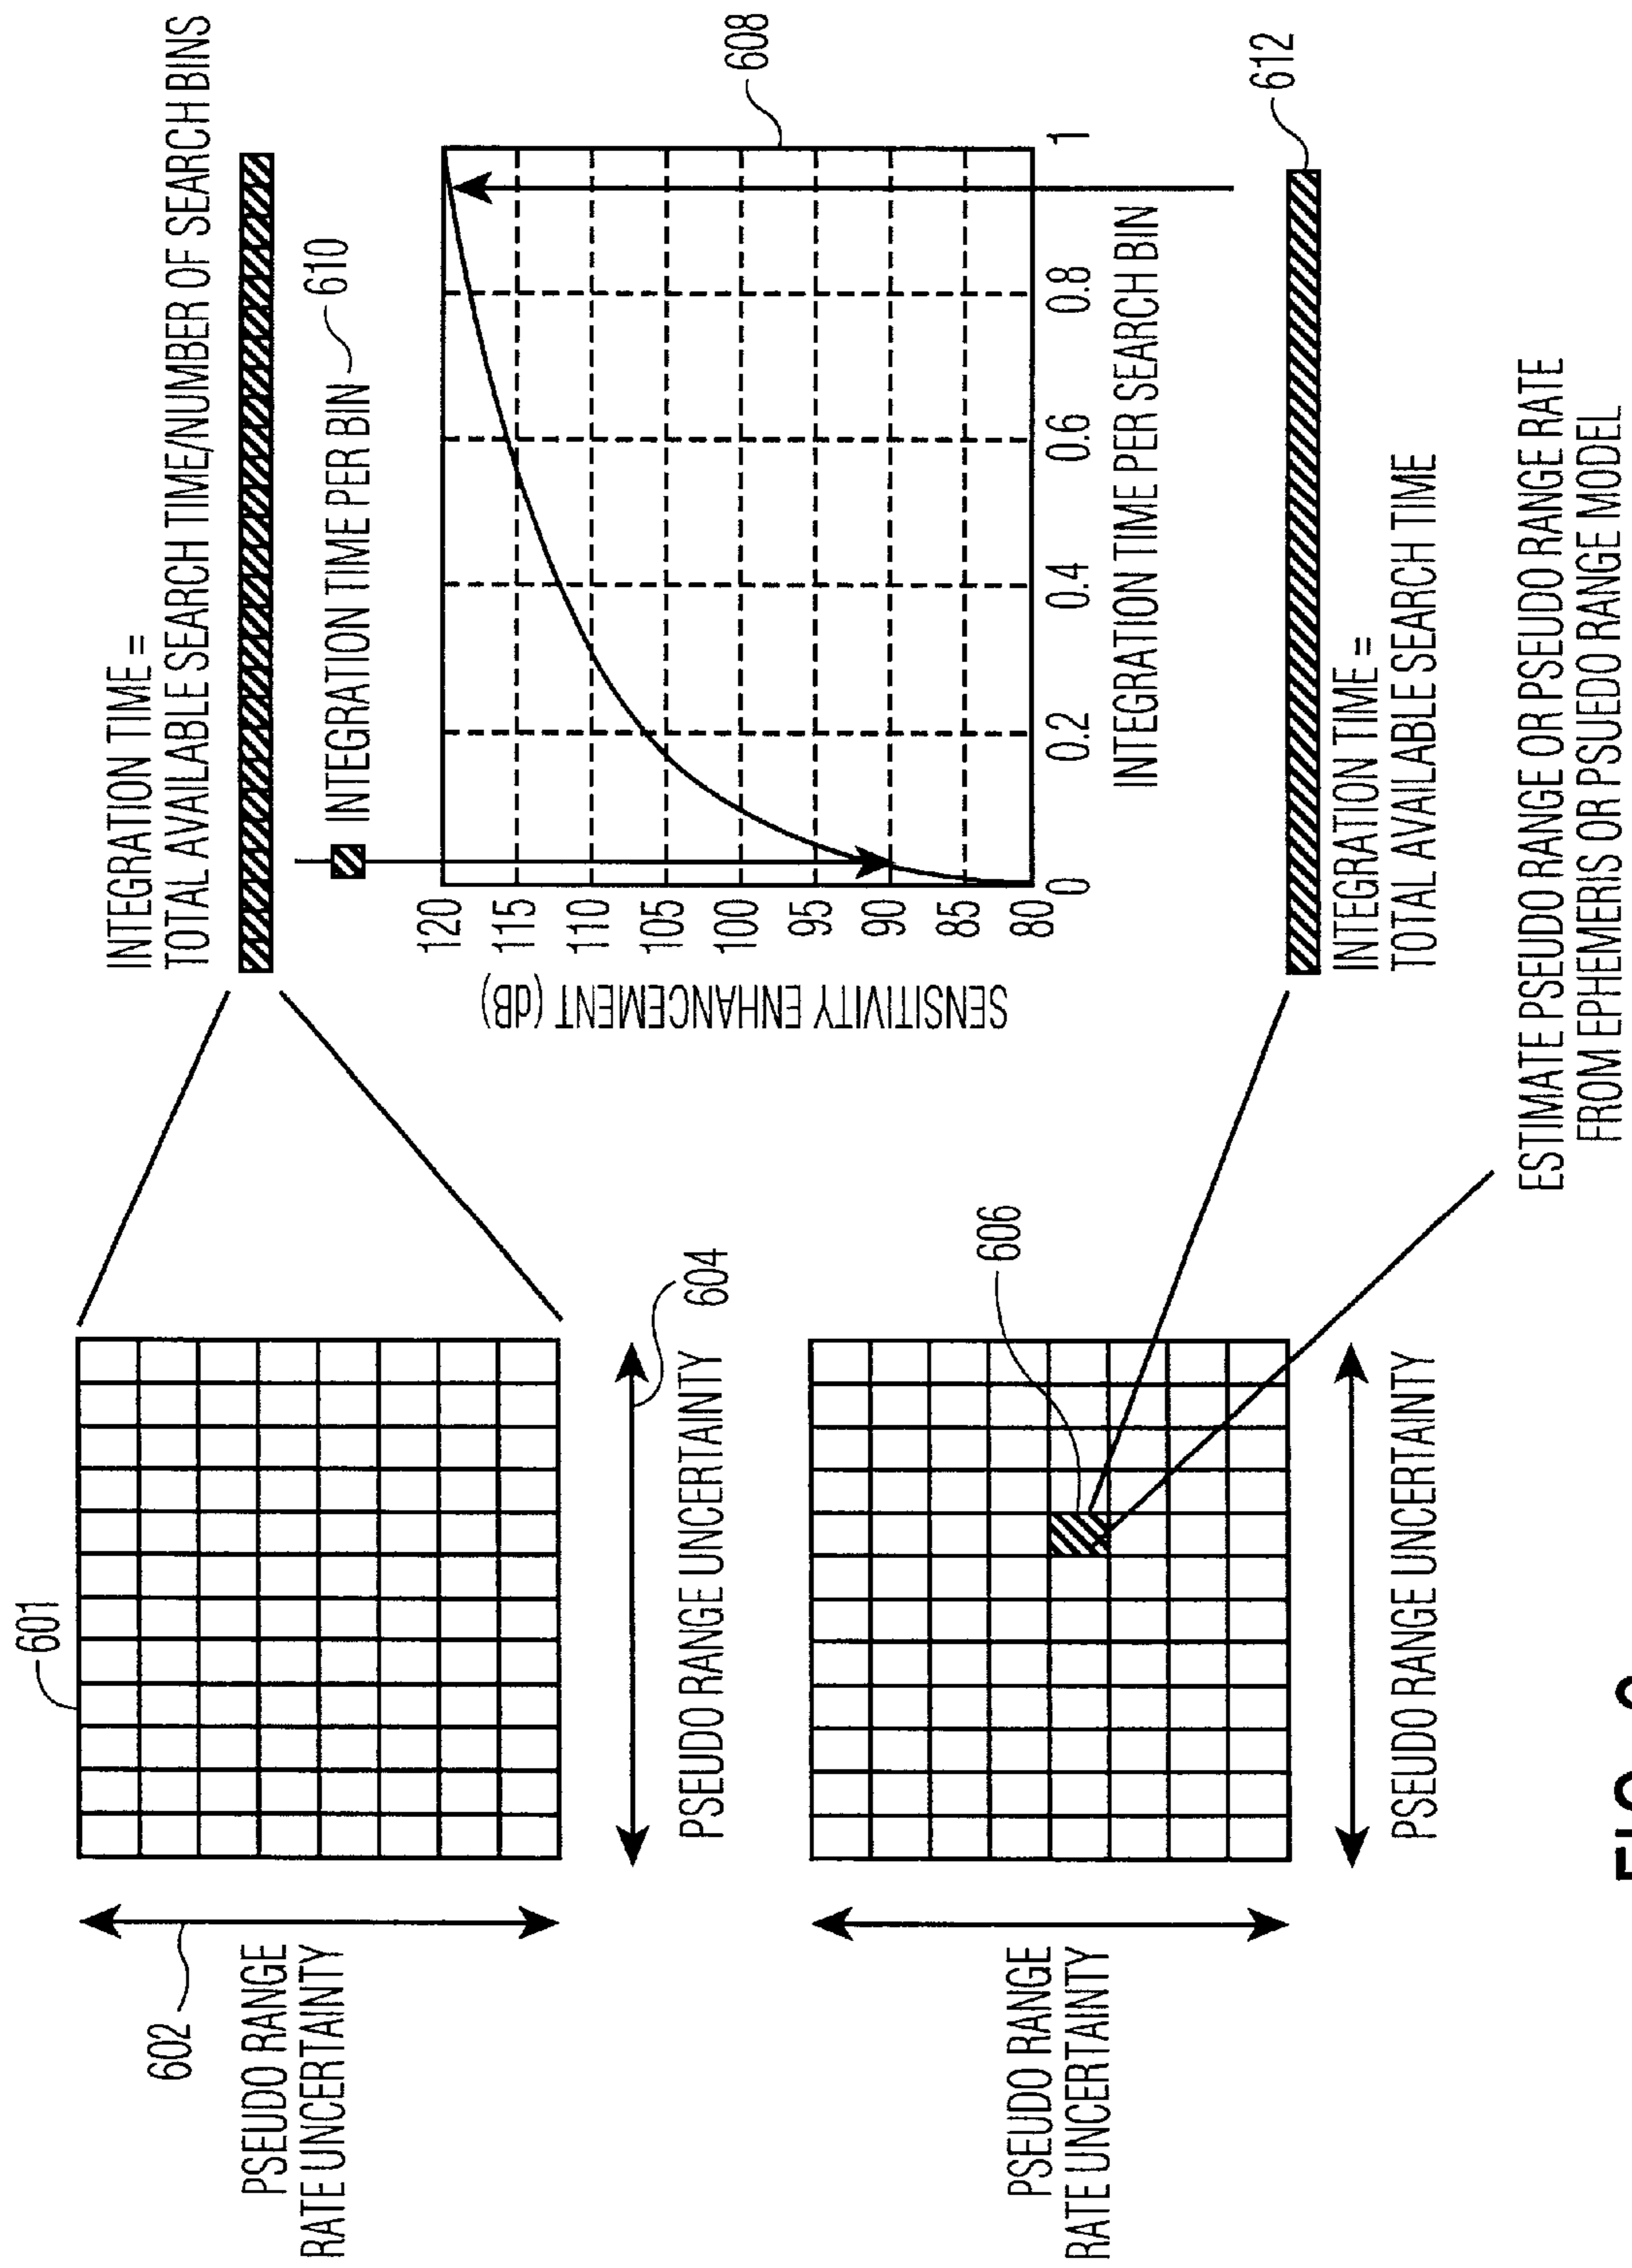 601
602
PSEUDO RANGE
RATE UNCERTAINTY
604
PSEUDO RANGE UNCERTAINTY
INTEGRATION TIME =
TOTAL AVAILABLE SEARCH TIME/NUMBER OF SEARCH BINS
INTEGRATION TIME PER BIN
610
SENSITIVITY ENHANCEMENT (dB)
120
115
110
105
100
95
90
85
80
0
0.2
0.4
0.6
0.8
1
INTEGRATION TIME PER SEARCH BIN
608
606
PSEUDO RANGE
RATE UNCERTAINTY
PSEUDO RANGE UNCERTAINTY
612
INTEGRATION TIME =
TOTAL AVAILABLE SEARCH TIME
ESTIMATE PSEUDO RANGE OR PSEUDO RANGE RATE
FROM EPHEMERIS OR PSUEDO RANGE MODEL